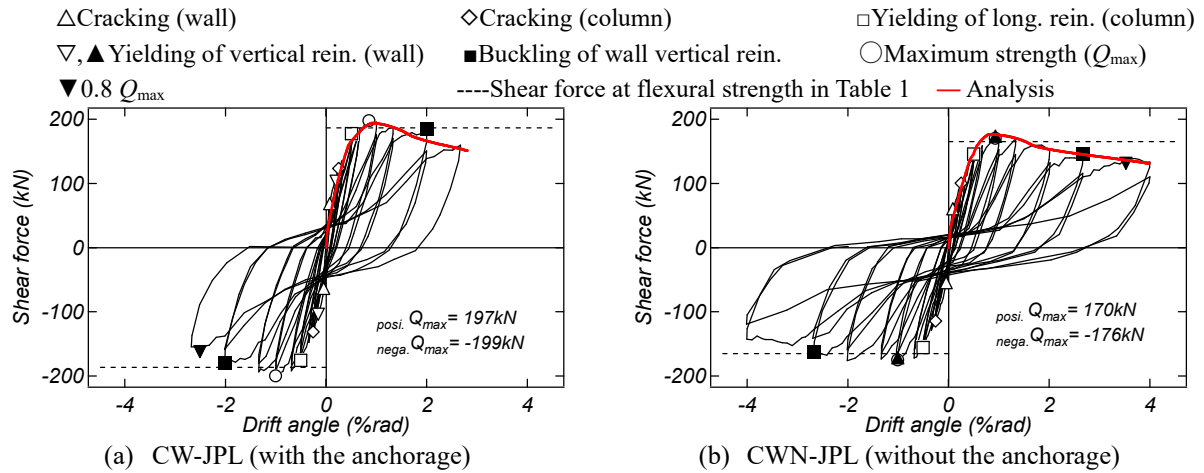 △Cracking (wall) ◇Cracking (column) □Yielding of long. rein. (column)
▽,▲Yielding of vertical rein. (wall) ■Buckling of wall vertical rein. ○Maximum strength (Qmax)
▼0.8 Qmax ----Shear force at flexural strength in Table 1 — Analysis
200
100
0
-100
-200
Shear force (kN)
posi. Qmax= 197kN
nega. Qmax= -199kN
-4 -2 0 2 4
Drift angle (%rad)
(a) CW-JPL (with the anchorage)
200
100
0
-100
-200
Shear force (kN)
posi. Qmax= 170kN
nega. Qmax= -176kN
-4 -2 0 2 4
Drift angle (%rad)
(b) CWN-JPL (without the anchorage)